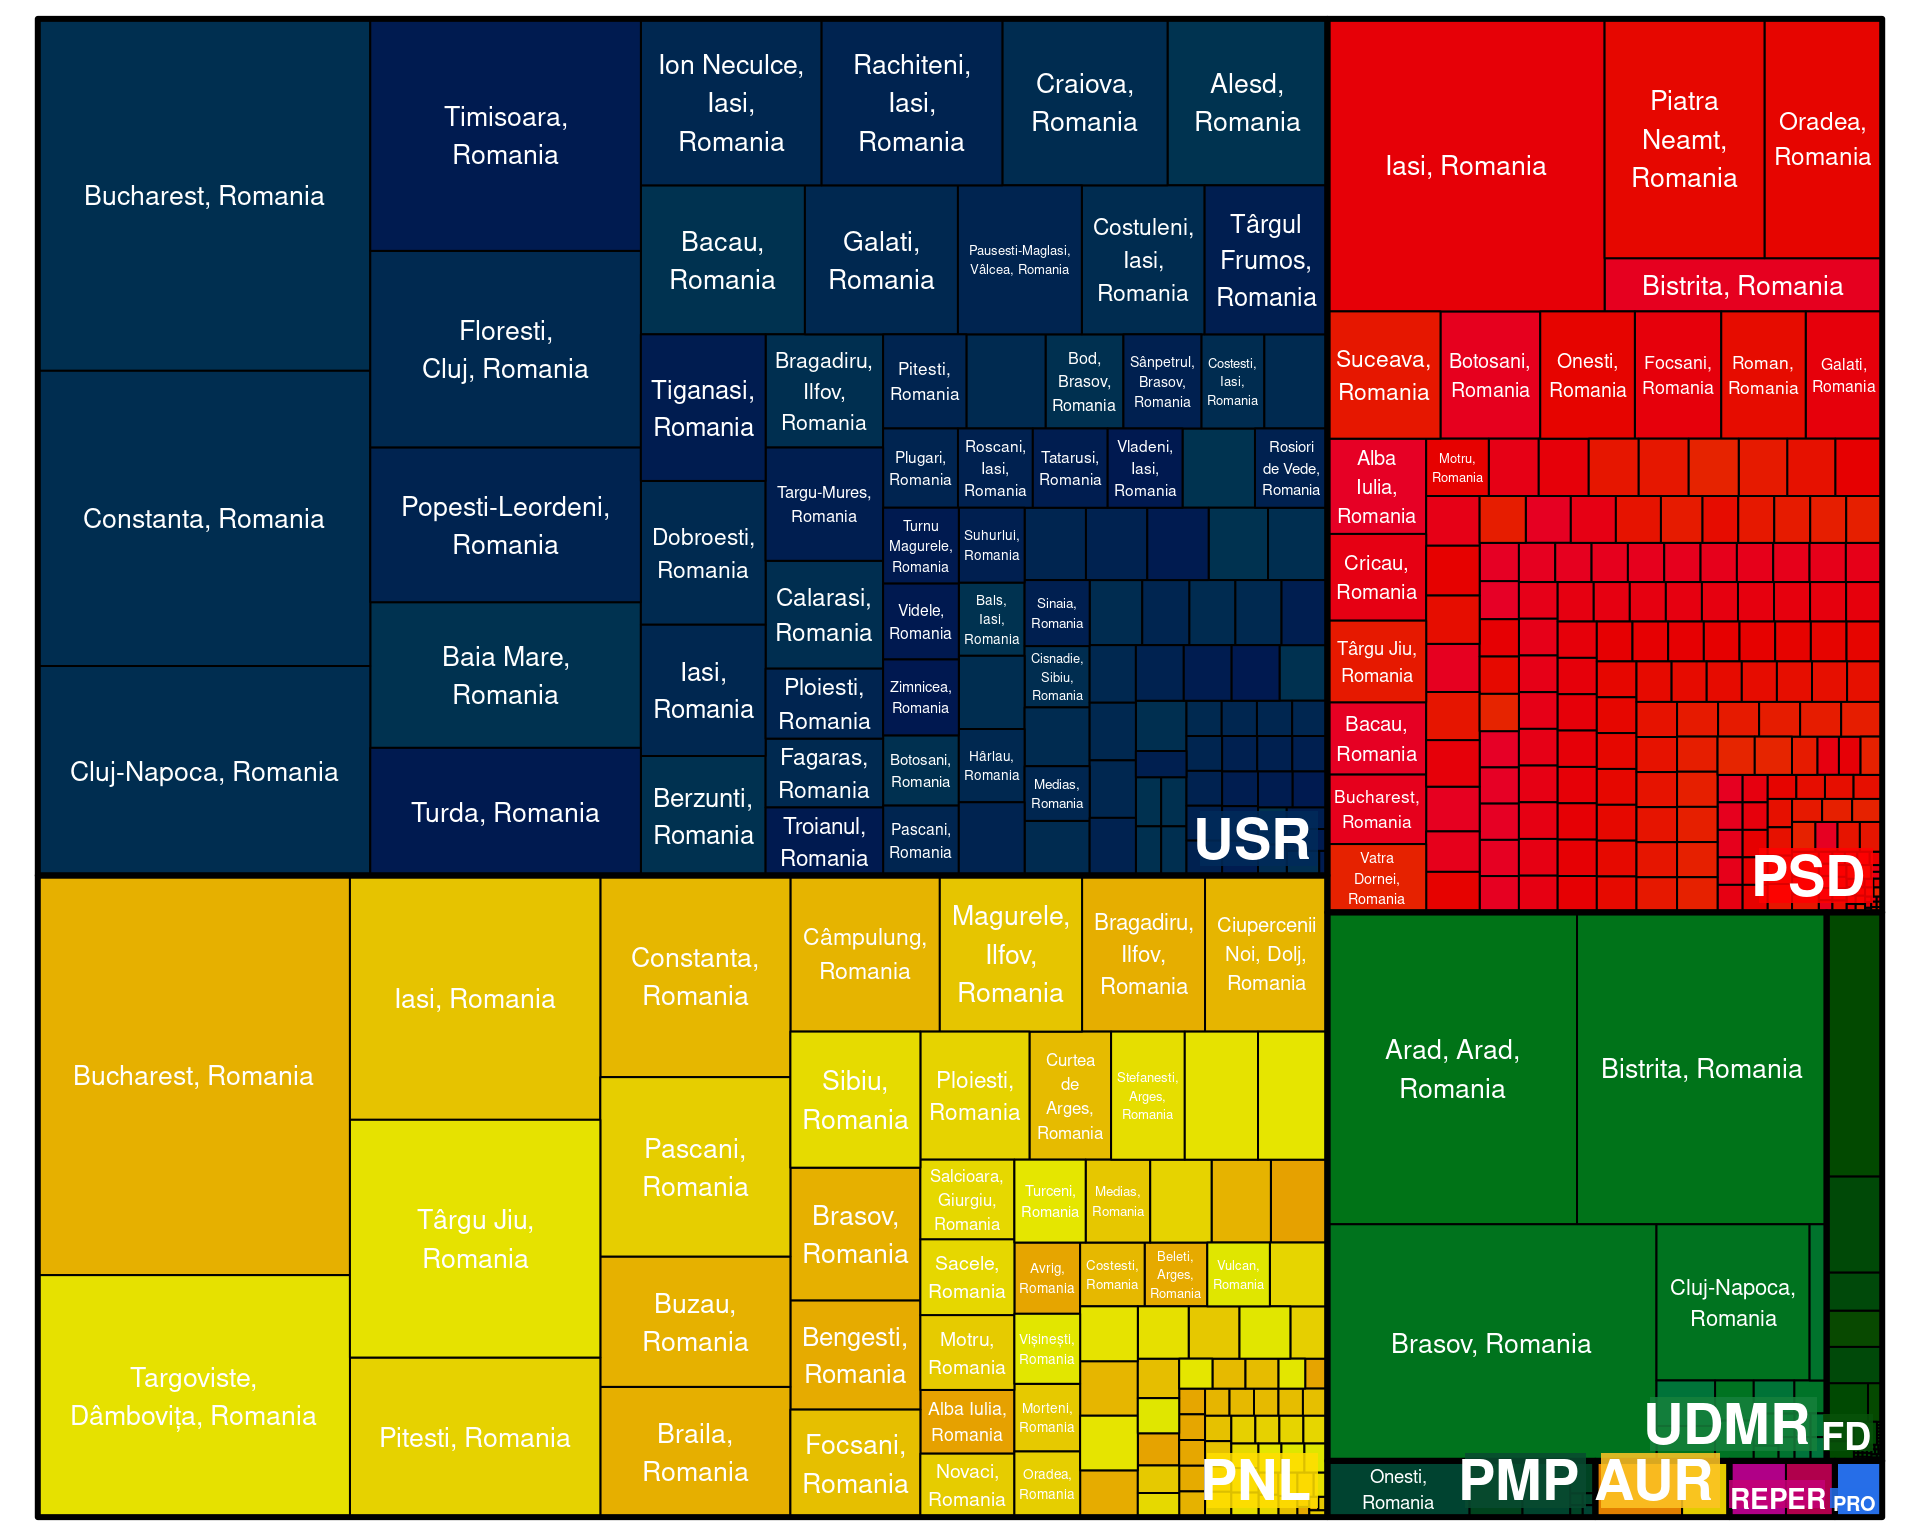 Bucharest, Romania
Constanta, Romania
Cluj-Napoca, Romania
Timisoara,
Romania
Floresti,
Cluj, Romania
Popesti-Leordeni,
Romania
Baia Mare,
Romania
Turda, Romania
Ion Neculce,
Iasi,
Romania
Rachiteni,
Iasi,
Romania
Craiova,
Romania
Alesd,
Romania
Bacau,
Romania
Galati,
Romania
Pausesti-Maglasi,
Vâlcea, Romania
Costuleni,
Iasi,
Romania
Târgul
Frumos,
Romania
Tiganasi,
Romania
Dobroesti,
Romania
Iasi,
Romania
Berzunti,
Romania
Bragadiru,
Ilfov,
Romania
Targu-Mures,
Romania
Calarasi,
Romania
Ploiesti,
Romania
Fagaras,
Romania
Troianul,
Romania
Pitesti,
Romania
Bod,
Brasov,
Romania
Sânpetrul,
Brasov,
Romania
Costesti,
Iasi,
Romania
Plugari,
Romania
Roscani,
Iasi,
Romania
Tatarusi,
Romania
Vladeni,
Iasi,
Romania
Rosiori
de Vede,
Romania
Turnu
Magurele,
Romania
Videle,
Romania
Zimnicea,
Romania
Botosani,
Romania
Pascani,
Romania
Suhurlui,
Romania
Bals,
Iasi,
Romania
Hârlau,
Romania
Sinaia,
Romania
Cisnadie,
Sibiu,
Romania
Medias,
Romania
USR
Iasi, Romania
Piatra
Neamt,
Romania
Oradea,
Romania
Bistrita, Romania
Suceava,
Romania
Botosani,
Romania
Onesti,
Romania
Focsani,
Romania
Roman,
Romania
Galati,
Romania
Alba
Iulia,
Romania
Motru,
Romania
Cricau,
Romania
Târgu Jiu,
Romania
Bacau,
Romania
Bucharest,
Romania
Vatra
Dornei,
Romania
PSD
Bucharest, Romania
Targoviste,
Dâmbovița, Romania
Iasi, Romania
Târgu Jiu,
Romania
Pitesti, Romania
Constanta,
Romania
Pascani,
Romania
Buzau,
Romania
Braila,
Romania
Câmpulung,
Romania
Magurele,
Ilfov,
Romania
Bragadiru,
Ilfov,
Romania
Ciupercenii
Noi, Dolj,
Romania
Sibiu,
Romania
Brasov,
Romania
Bengesti,
Romania
Focsani,
Romania
Ploiesti,
Romania
Curtea
de
Arges,
Romania
Stefanesti,
Arges,
Romania
Salcioara,
Giurgiu,
Romania
Turceni,
Romania
Medias,
Romania
Sacele,
Romania
Avrig,
Romania
Costesti,
Romania
Beleti,
Arges,
Romania
Vulcan,
Romania
Motru,
Romania
Vișinești,
Romania
Alba Iulia,
Romania
Morteni,
Romania
Novaci,
Romania
Oradea,
Romania
PNL
Arad, Arad,
Romania
Bistrita, Romania
Brasov, Romania
Cluj-Napoca,
Romania
UDMR
FD
Onesti,
Romania
PMP
AUR
REPER
PRO